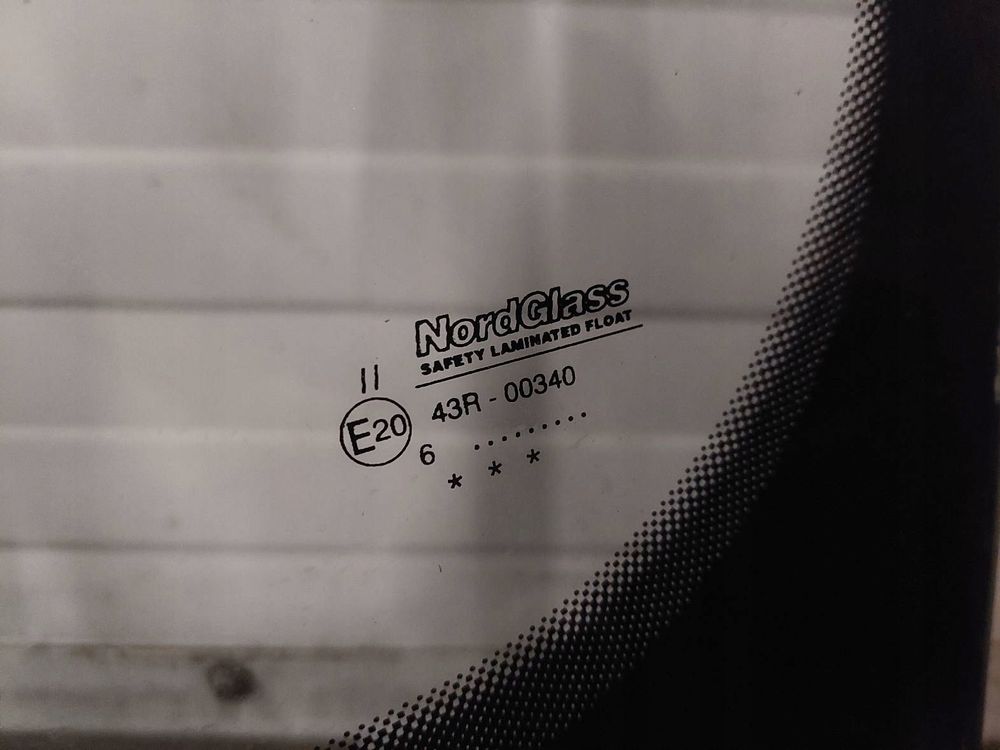 NordGlass
SAFETY LAMINATED FLOAT
II
E20
43R - 00340
6 .........
* * *